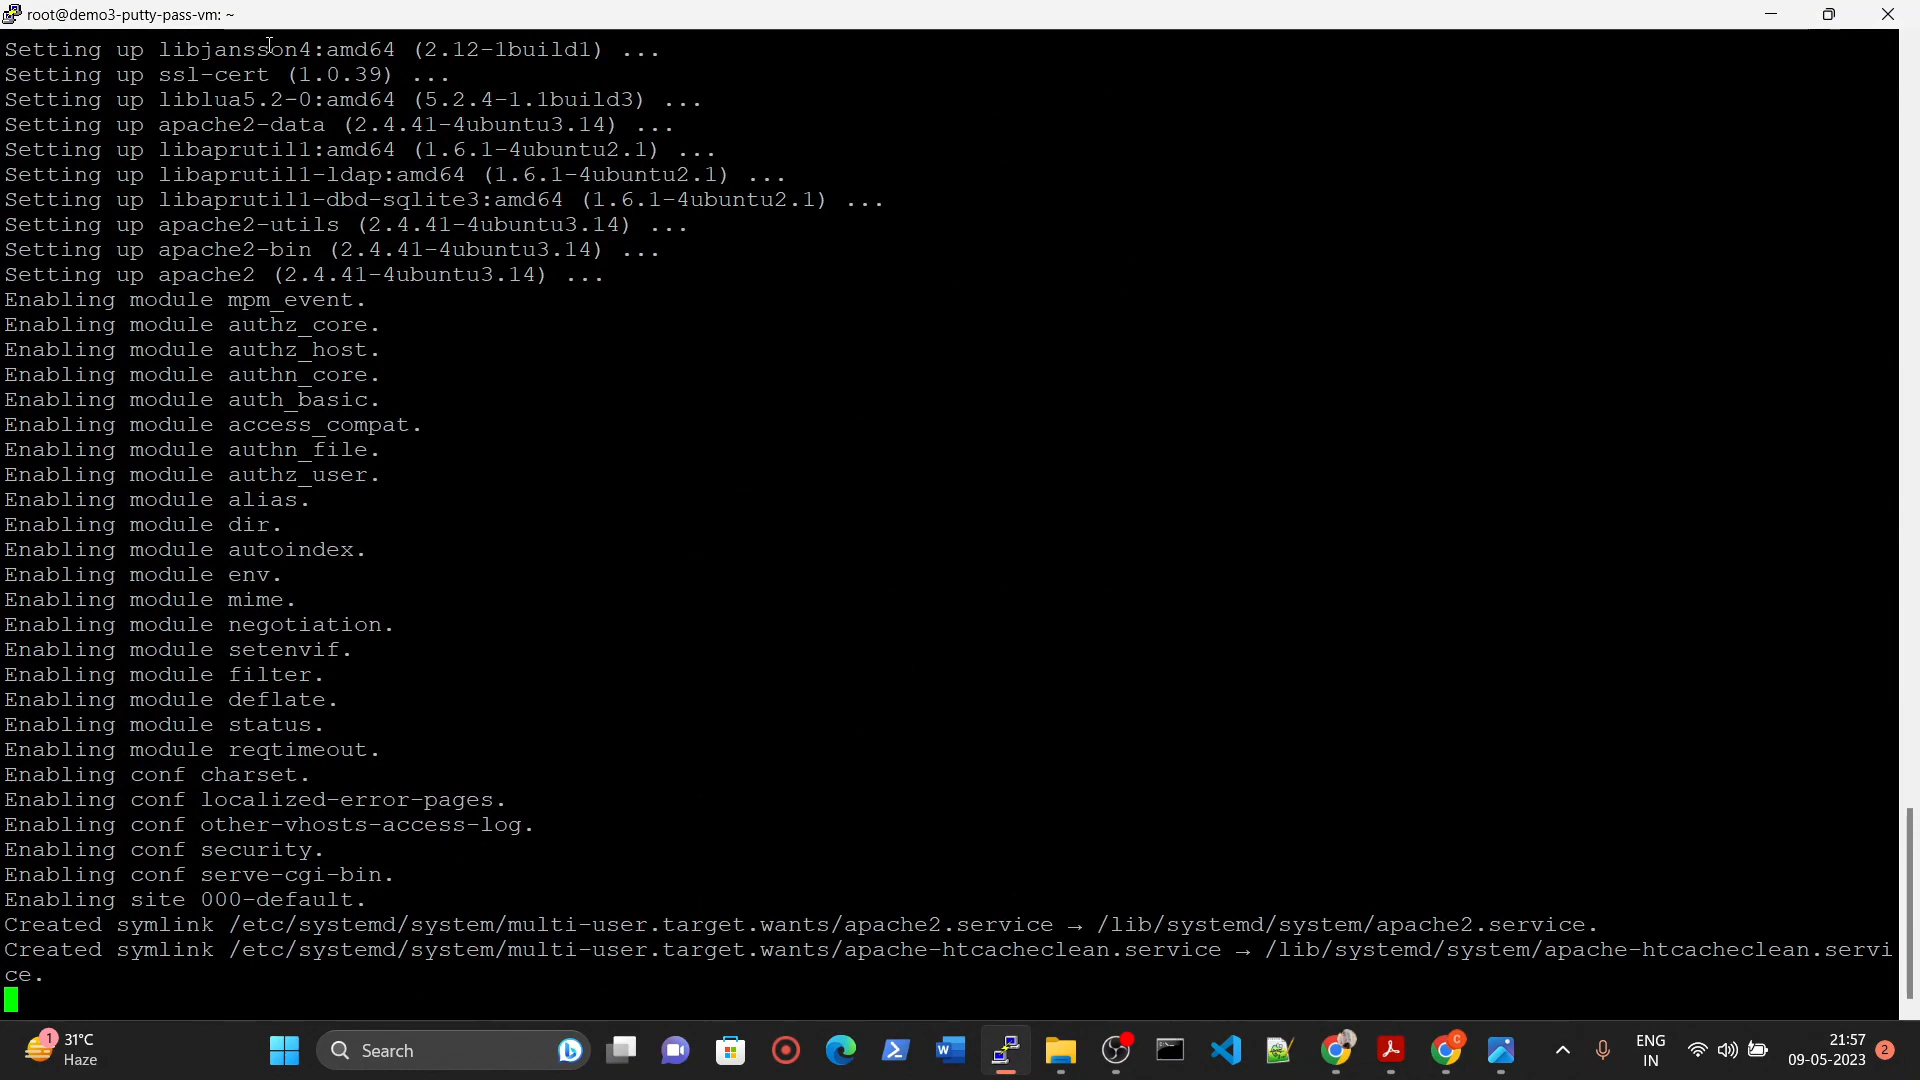 root@demo3-putty-pass-vm: ~
Setting up libjansson4:amd64 (2.12-1build1) ...
Setting up ssl-cert (1.0.39) ...
Setting up liblua5.2-0:amd64 (5.2.4-1.1build3) ...
Setting up apache2-data (2.4.41-4ubuntu3.14) ...
Setting up libaprutil1:amd64 (1.6.1-4ubuntu2.1) ...
Setting up libaprutil1-ldap:amd64 (1.6.1-4ubuntu2.1) ...
Setting up libaprutil1-dbd-sqlite3:amd64 (1.6.1-4ubuntu2.1) ...
Setting up apache2-utils (2.4.41-4ubuntu3.14) ...
Setting up apache2-bin (2.4.41-4ubuntu3.14) ...
Setting up apache2 (2.4.41-4ubuntu3.14) ...
Enabling module mpm_event.
Enabling module authz_core.
Enabling module authz_host.
Enabling module authn_core.
Enabling module auth_basic.
Enabling module access_compat.
Enabling module authn_file.
Enabling module authz_user.
Enabling module alias.
Enabling module dir.
Enabling module autoindex.
Enabling module env.
Enabling module mime.
Enabling module negotiation.
Enabling module setenvif.
Enabling module filter.
Enabling module deflate.
Enabling module status.
Enabling module reqtimeout.
Enabling conf charset.
Enabling conf localized-error-pages.
Enabling conf other-vhosts-access-log.
Enabling conf security.
Enabling conf serve-cgi-bin.
Enabling site 000-default.
Created symlink /etc/systemd/system/multi-user.target.wants/apache2.service → /lib/systemd/system/apache2.service.
Created symlink /etc/systemd/system/multi-user.target.wants/apache-htcacheclean.service → /lib/systemd/system/apache-htcacheclean.servi
ce.
1
31°C
Haze
Search
ENG
IN
21:57
09-05-2023
2